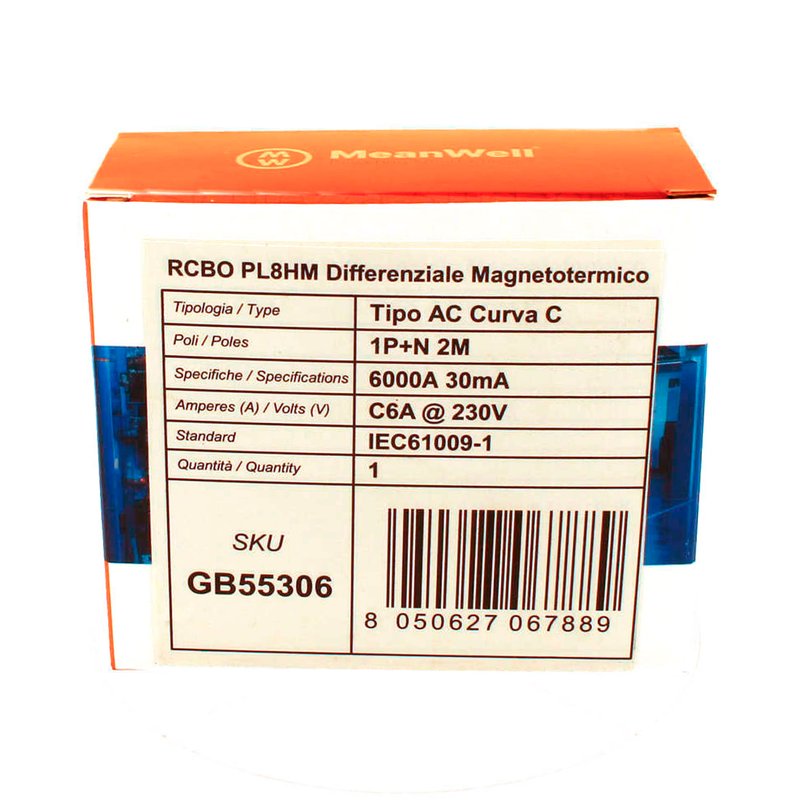 MW MeanWell
RCBO PL8HM Differenziale Magnetotermico
Tipologia / Type Tipo AC Curva C
Poli / Poles 1P+N 2M
Specifiche / Specifications 6000A 30mA
Amperes (A) / Volts (V) C6A @ 230V
Standard IEC61009-1
Quantità / Quantity 1
SKU
GB55306
8 050627 067889